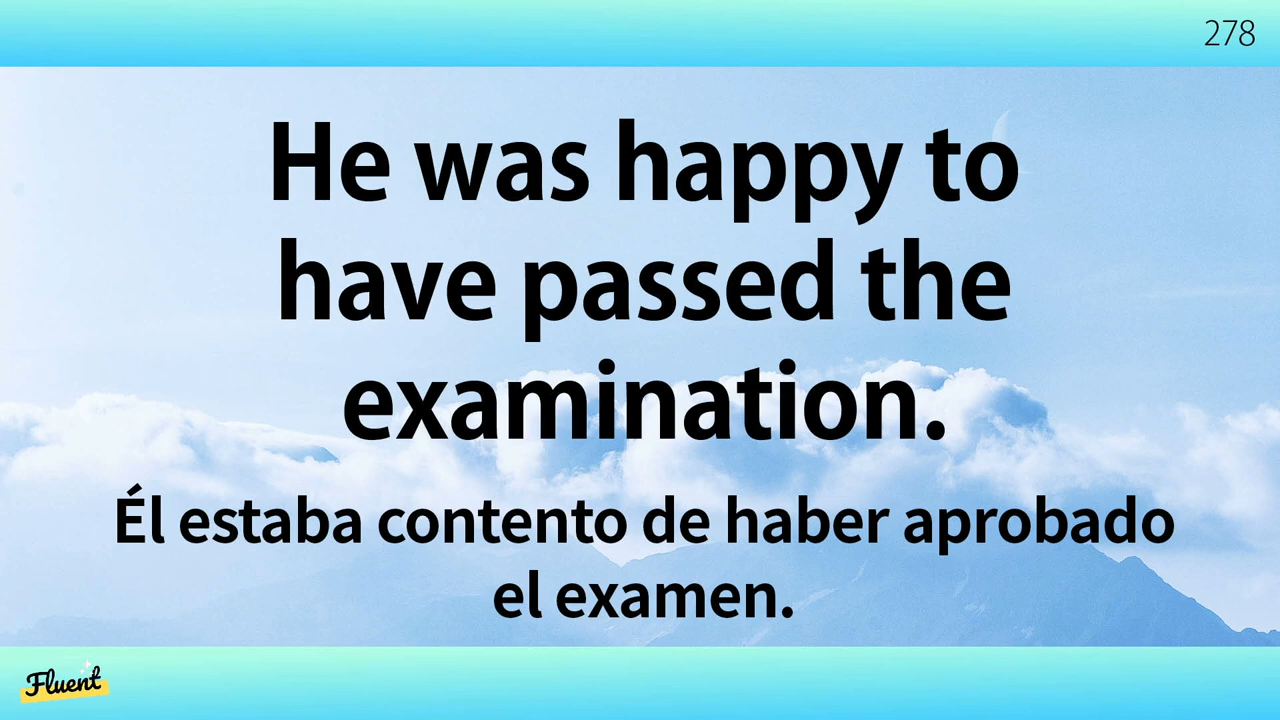 278
He was happy to
have passed the
examination.
Él estaba contento de haber aprobado
el examen.
Fluent